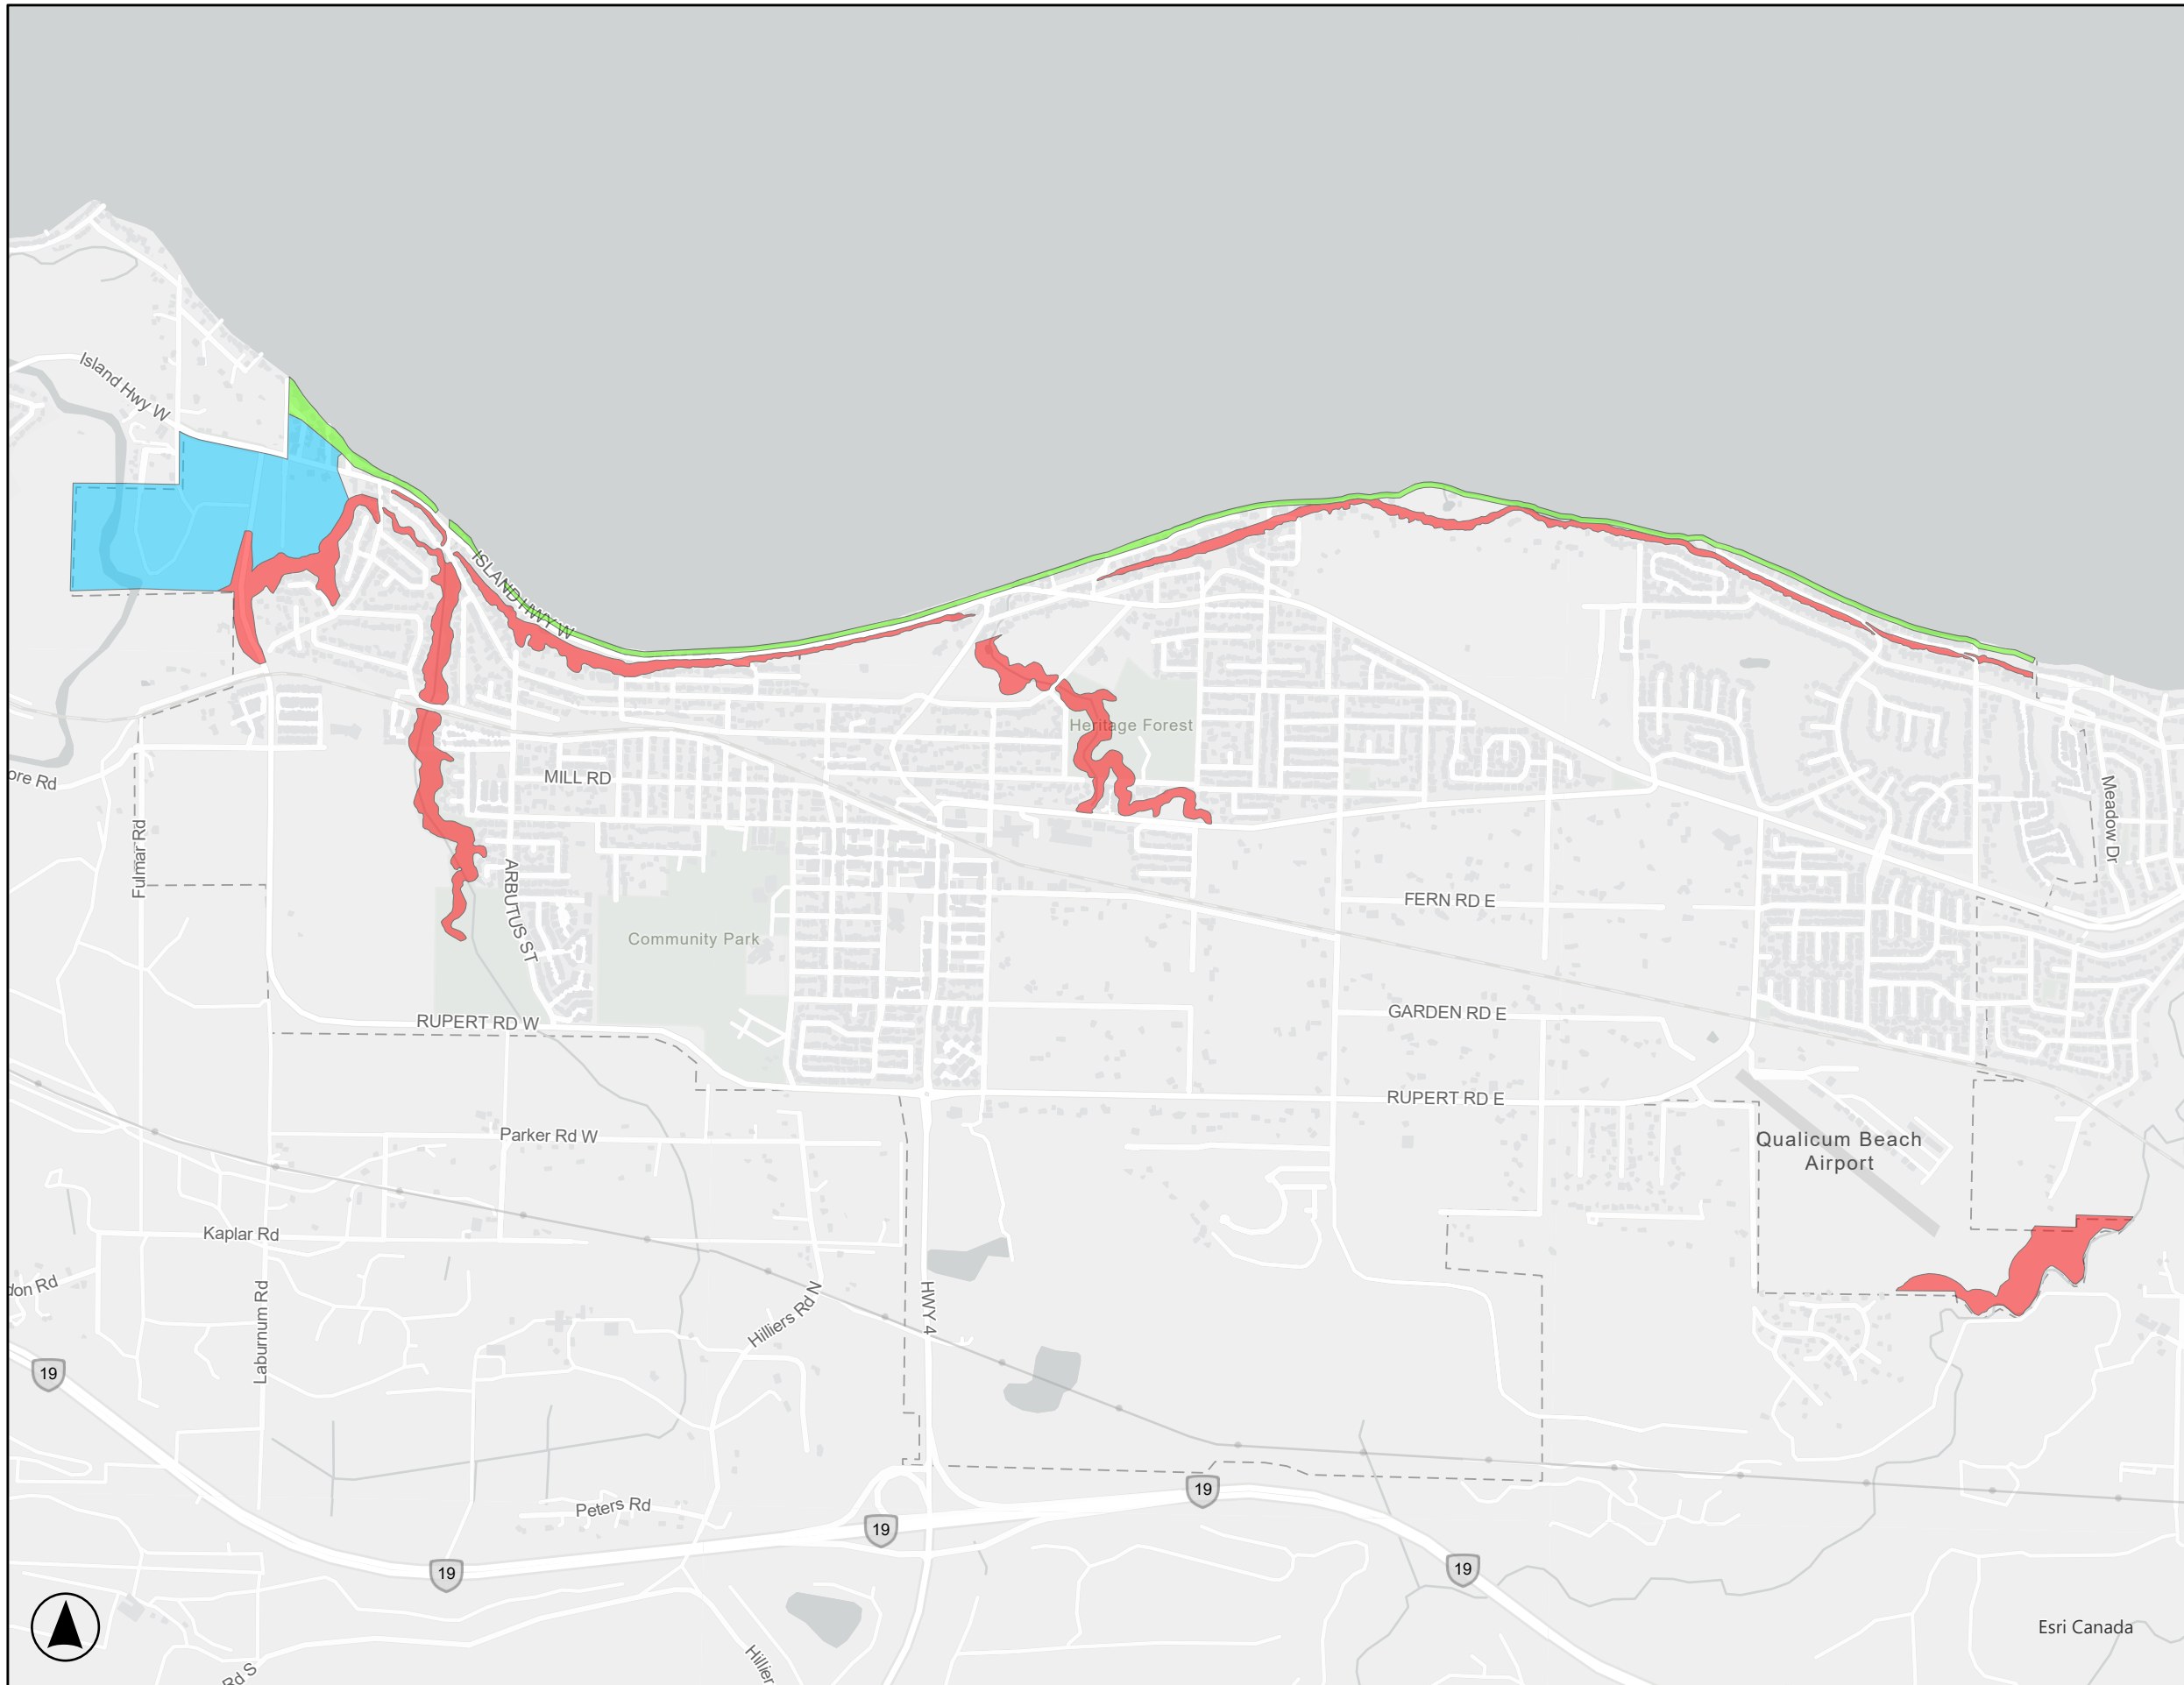 Island Hwy W
ISLAND HWY W
Heritage Forest
ore Rd
MILL RD
Meadow Dr
Fulmar Rd
ARBUTUS ST
FERN RD E
Community Park
GARDEN RD E
RUPERT RD W
RUPERT RD E
Parker Rd W
Qualicum Beach
Airport
Kaplar Rd
don Rd
Laburnum Rd
Hilliers Rd N
HWY 4
19
19
Peters Rd
19
19
19
Esri Canada
Rd S
Hillier